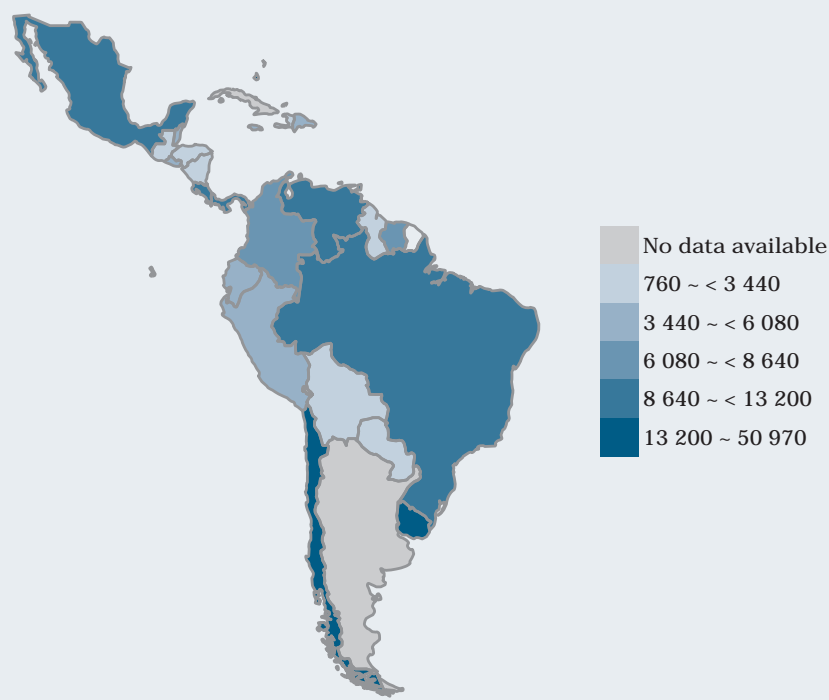 No data available
760 ~ < 3 440
3 440 ~ < 6 080
6 080 ~ < 8 640
8 640 ~ < 13 200
13 200 ~ 50 970